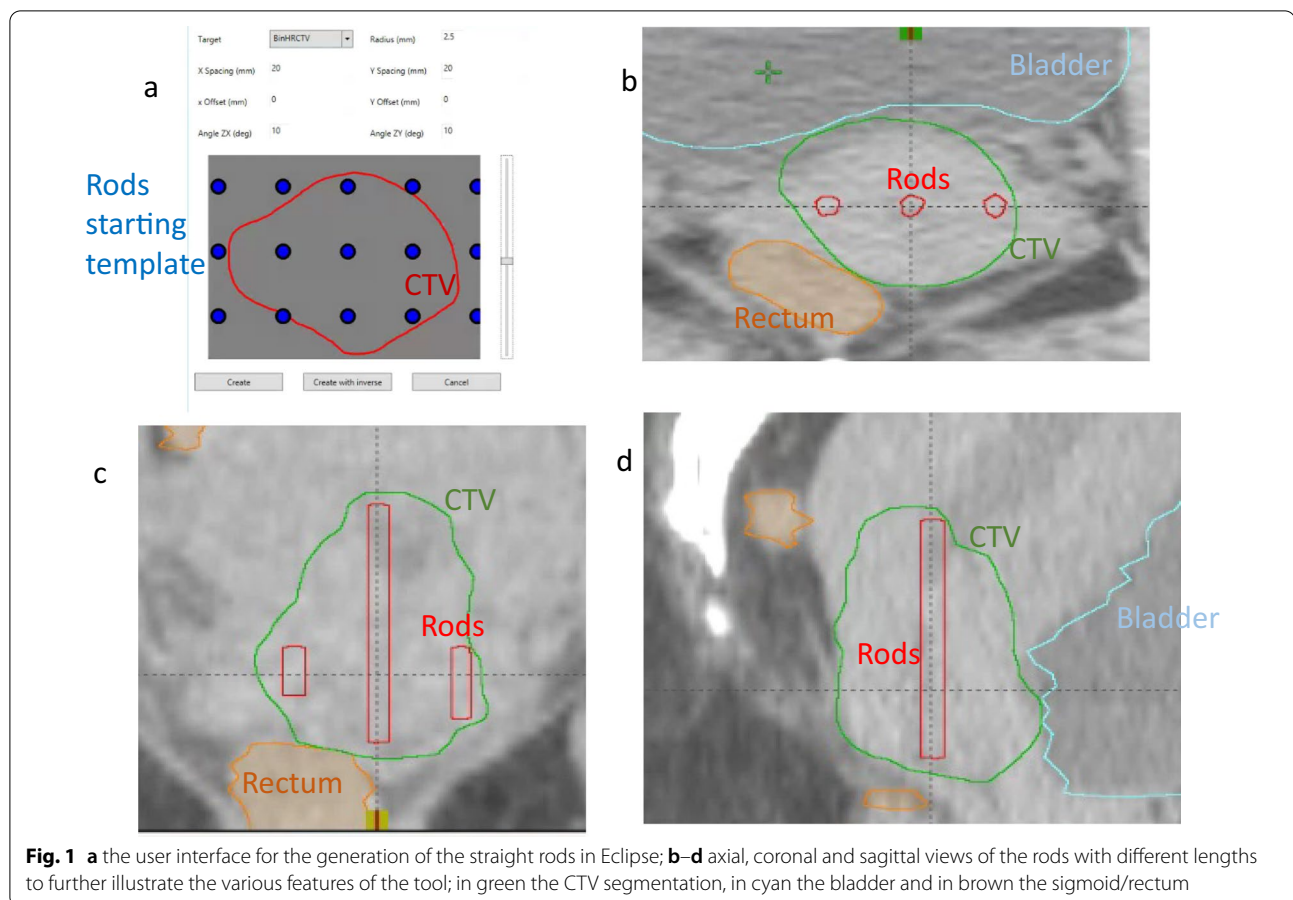 Target BinHRCTV Radius (mm) 2.5
X Spacing (mm) 20 Y Spacing (mm) 20
a
x Offset (mm) 0 Y Offset (mm) 0
Angle ZX (deg) 10 Angle ZY (deg) 10
Rods
starting
template
CTV
Create Create with inverse Cancel
b
Bladder
Rods
CTV
Rectum
c
CTV
Rods
Rectum
d
CTV
Rods
Bladder
Fig. 1 a the user interface for the generation of the straight rods in Eclipse; b–d axial, coronal and sagittal views of the rods with different lengths
to further illustrate the various features of the tool; in green the CTV segmentation, in cyan the bladder and in brown the sigmoid/rectum